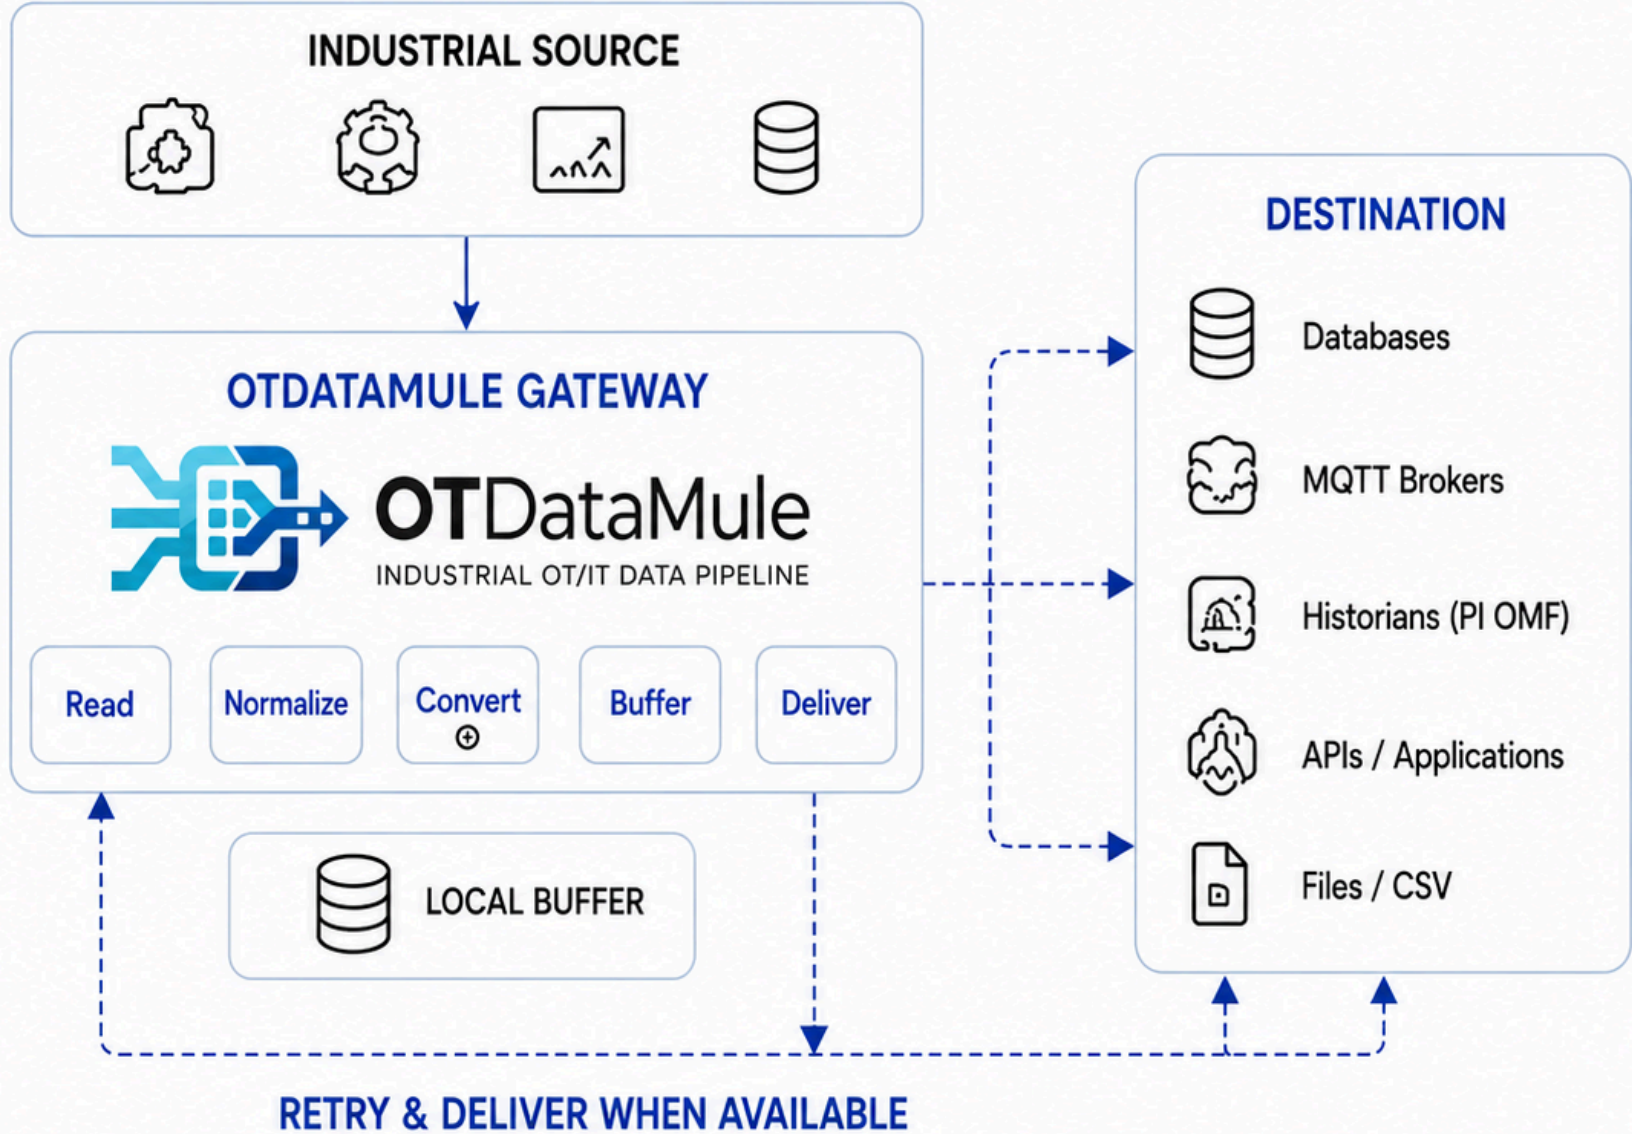 INDUSTRIAL SOURCE
OTDATAMULE GATEWAY
OTDataMule
INDUSTRIAL OT/IT DATA PIPELINE
Read
Normalize
Convert
Buffer
Deliver
LOCAL BUFFER
RETRY & DELIVER WHEN AVAILABLE
DESTINATION
Databases
MQTT Brokers
Historians (PI OMF)
APIs / Applications
Files / CSV